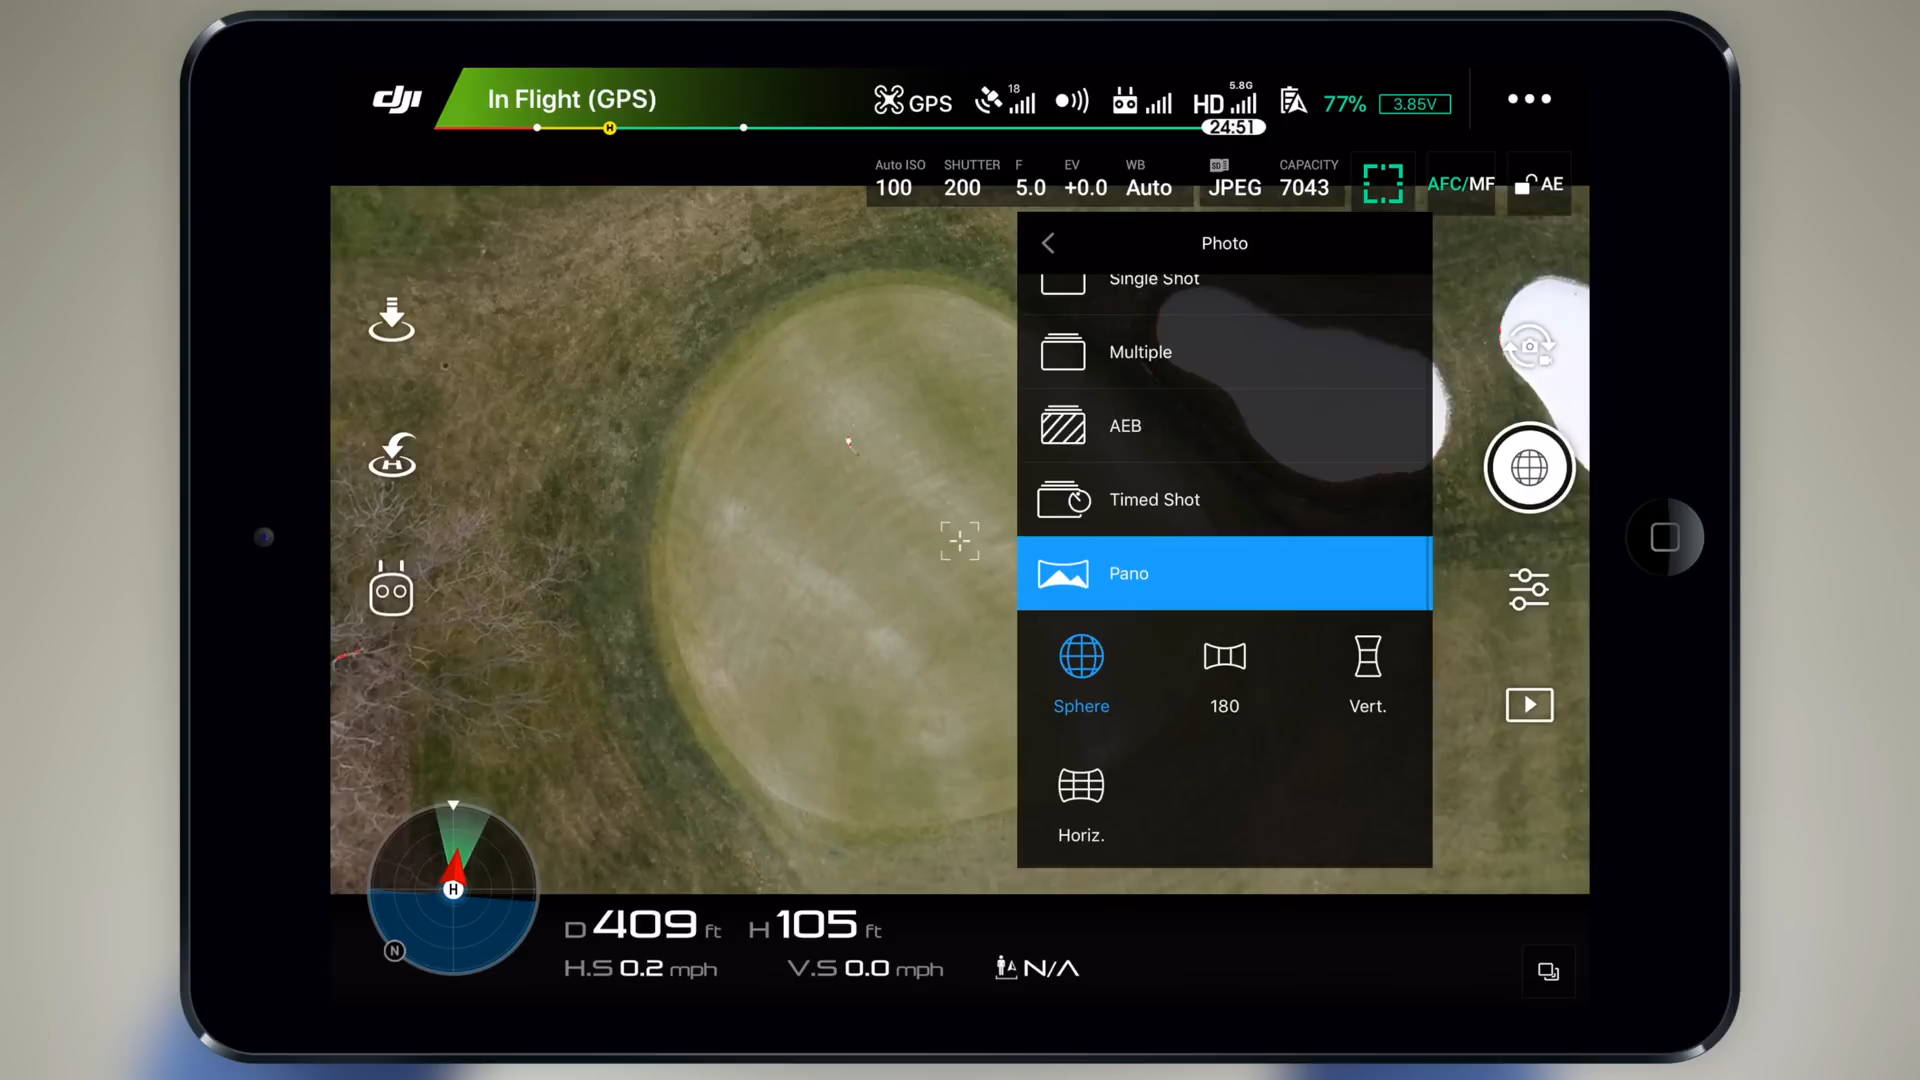 dji In Flight (GPS) GPS 18 HD 5.8G 77% 3.85V
H 24:51
Auto ISO SHUTTER F EV WB SD CAPACITY
100 200 5.0 +0.0 Auto JPEG 7043 AFC/MF AE
Photo
Single Shot
Multiple
AEB
Timed Shot
Pano
Sphere 180 Vert.
Horiz.
H
N
D 409 ft H 105 ft
H.S 0.2 mph V.S 0.0 mph N/A